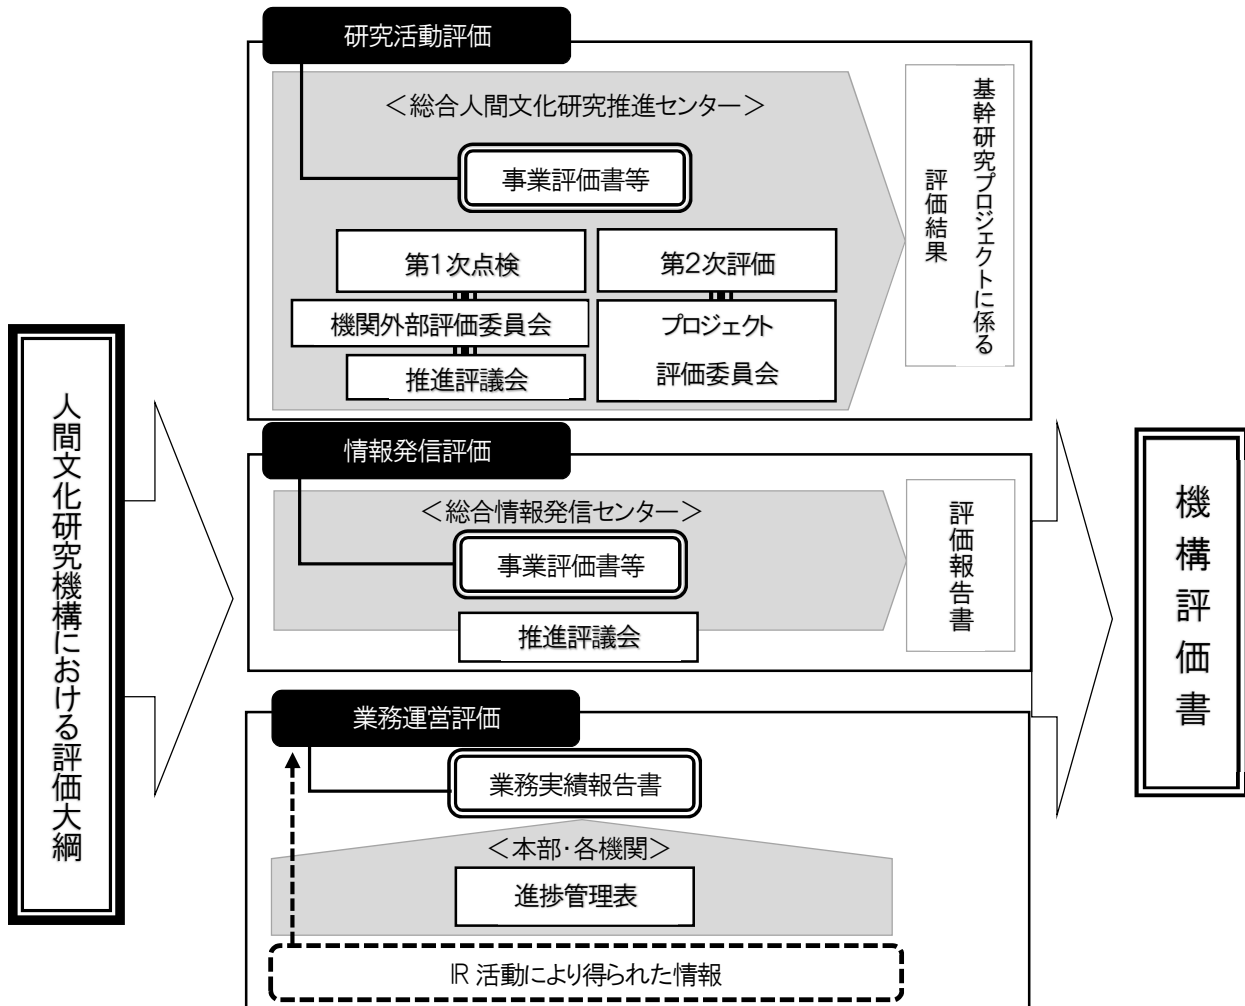 人間文化研究機構における評価大綱
研究活動評価
＜総合人間文化研究推進センター＞
事業評価書等
第１次点検
機関外部評価委員会
推進評議会
第２次評価
プロジェクト
評価委員会
基幹研究プロジェクトに係る
評価結果
情報発信評価
＜総合情報発信センター＞
事業評価書等
推進評議会
評価報告書
業務運営評価
業務実績報告書
＜本部・各機関＞
進捗管理表
IR 活動により得られた情報
機構評価書